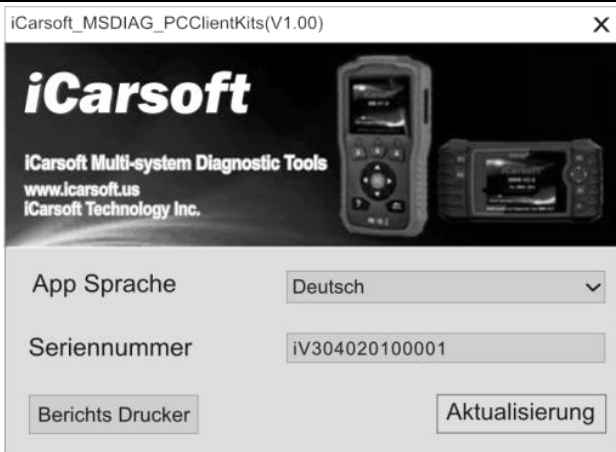 iCarsoft_MSDIAG_PCClientKits(V1.00) X
iCarsoft
iCarsoft Multi-system Diagnostic Tools
www.icarsoft.us
iCarsoft Technology Inc.
App Sprache
Deutsch
Seriennummer
iV304020100001
Berichts Drucker
Aktualisierung